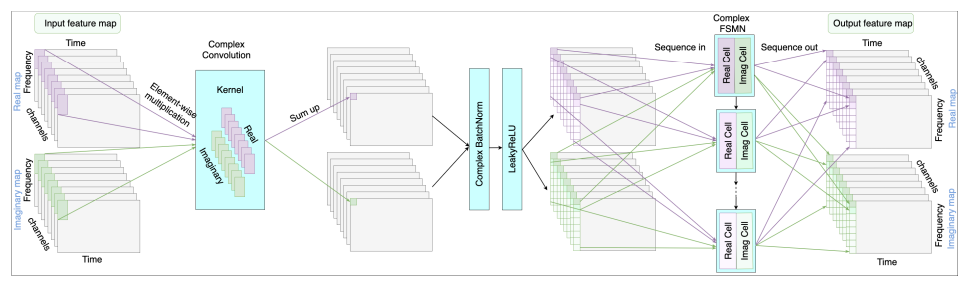 Input feature map
Time
Frequency
Real map
channels
Frequency
Imaginary map
channels
Time
Element-wise
multiplication
Complex
Convolution
Kernel
Real
Imaginary
Sum up
Complex BatchNorm
LeakyReLU
Sequence in
Complex
FSMN
Real Cell
Imag Cell
Real Cell
Imag Cell
Real Cell
Imag Cell
Sequence out
Output feature map
Time
channels
Frequency
Real map
channels
Frequency
Imaginary map
Time